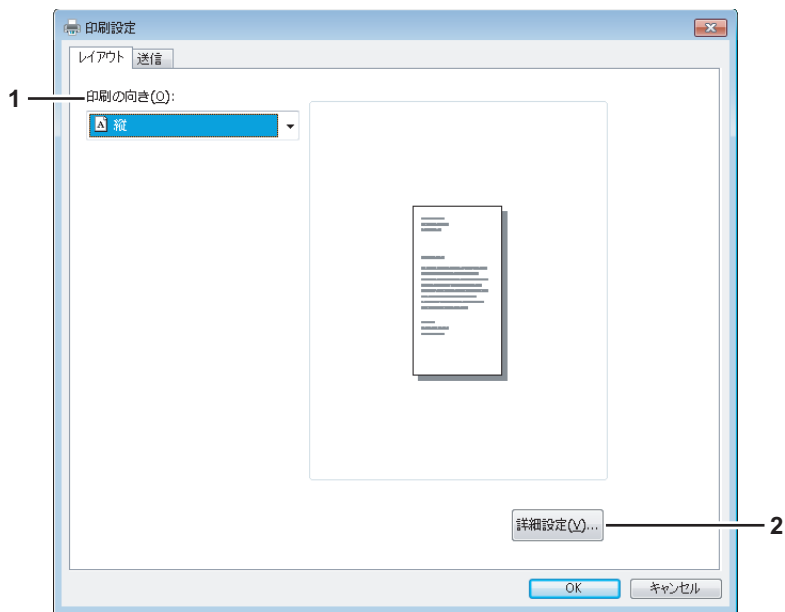 印刷設定
レイアウト 送信
1 印刷の向き(O):
A 縦
詳細設定(V)... 2
OK キャンセル